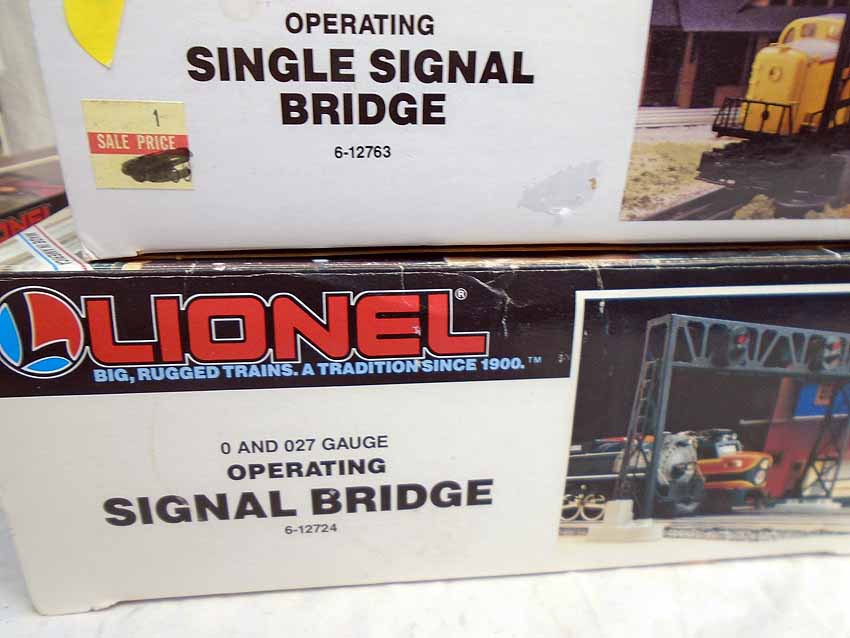 OPERATING
SINGLE SIGNAL
BRIDGE
6-12763
1
SALE PRICE
LIONEL®
BIG, RUGGED TRAINS. A TRADITION SINCE 1900.™
0 AND 027 GAUGE
OPERATING
SIGNAL BRIDGE
6-12724